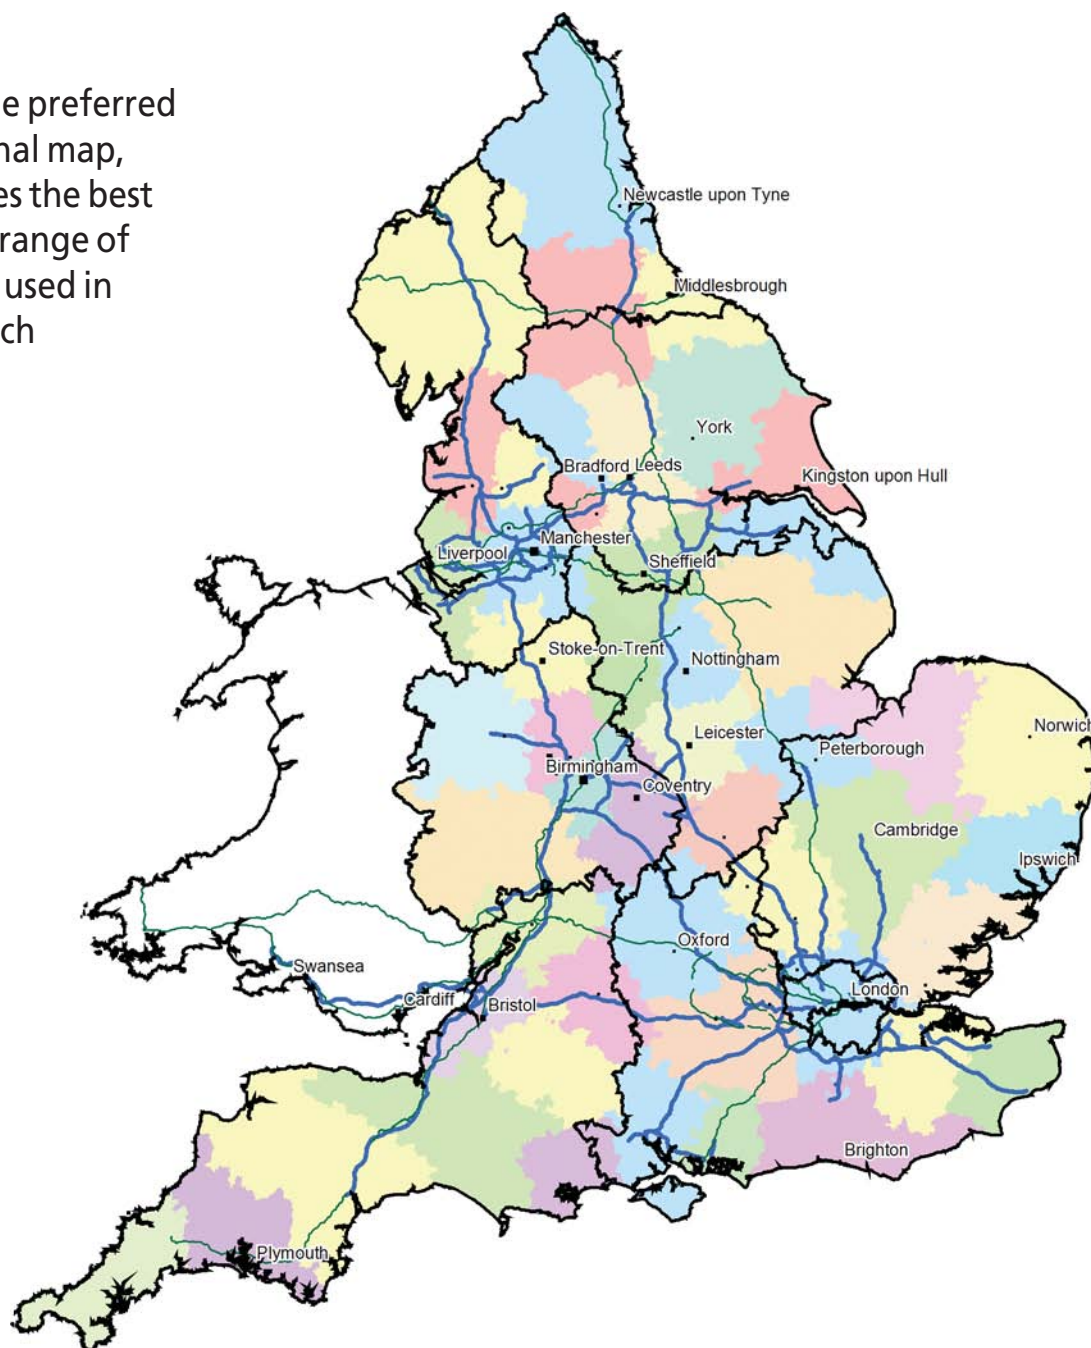 e preferred
nal map,
es the best
range of
used in
ch
Newcastle upon Tyne
Middlesbrough
York
Bradford Leeds
Kingston upon Hull
Manchester
Liverpool
Sheffield
Stoke-on-Trent
Nottingham
Leicester
Norwich
Peterborough
Birmingham
Coventry
Cambridge
Ipswich
Oxford
Swansea
London
Cardiff
Bristol
Brighton
Plymouth